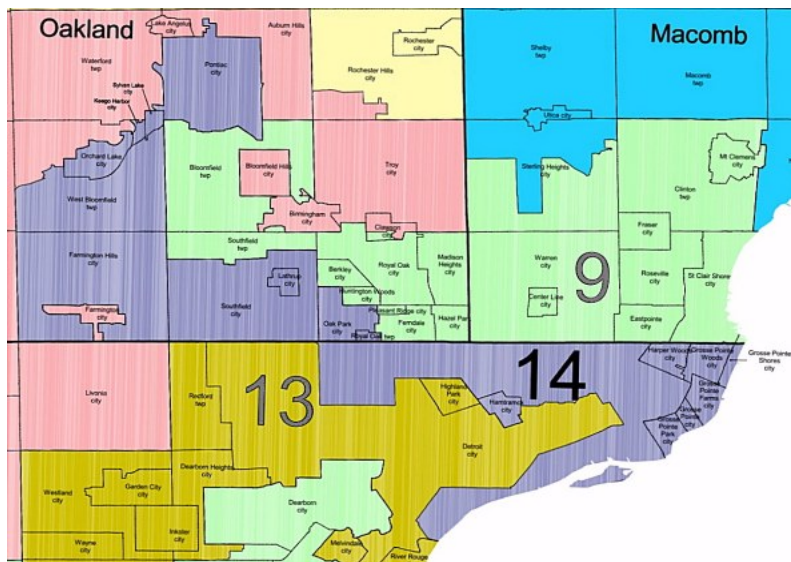 Oakland
Lake Angelus
city
Auburn Hills
city
Macomb
Waterford
twp
Pontiac
city
Rochester
city
Rochester Hills
city
Shelby
twp
Macomb
twp
Sylvan Lake
city
Keego Harbor
city
Utica city
Orchard Lake
city
Bloomfield
twp
Bloomfield Hills
city
Troy
city
Sterling Heights
city
Mt Clemens
city
Clinton
twp
West Bloomfield
twp
Birmingham
city
Clawson
city
Fraser
city
Southfield
twp
Farmington Hills
city
Lathrup
city
Berkley
city
Royal Oak
city
Madison
Heights
city
Warren
city
9
Roseville
city
St Clair Shore
city
Huntington Woods
city
Center Line
city
Southfield
city
Farmington
city
Pleasant Ridge city
Oak Park
city
Ferndale
city
Hazel Par
city
Eastpointe
city
Royal Oak twp
Harper Woods
city
Grosse Pointe
Woods
city
Grosse Pointe
Shores
city
Livonia
city
Redford
twp
13
Highland
Park
city
14
Hamtramck
city
Grosse
Pointe
Farms
city
Grosse
Pointe
city
Grosse
Pointe Park
city
Detroit
city
Dearborn Heights
city
Westland
city
Garden City
city
Dearborn
city
Inkster
city
Wayne
city
Melvindale
city
River Rouge
city